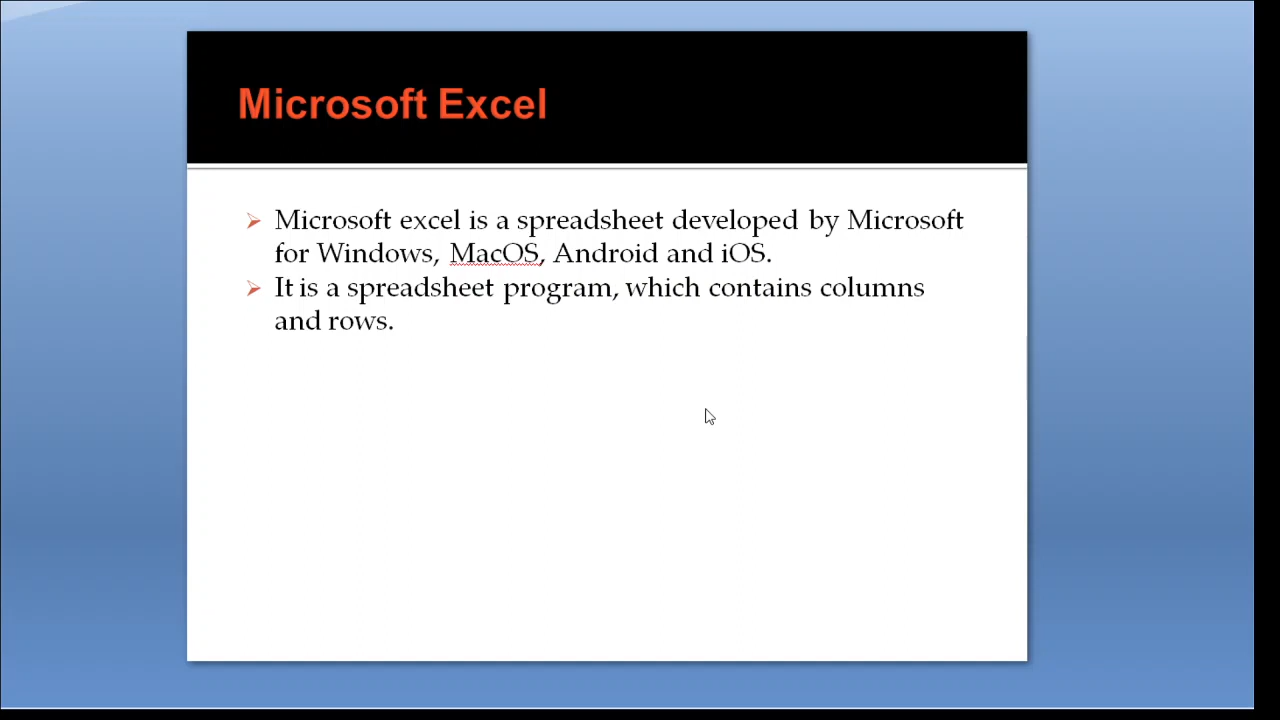 Microsoft Excel
Microsoft excel is a spreadsheet developed by Microsoft
for Windows, MacOS, Android and iOS.
It is a spreadsheet program, which contains columns
and rows.